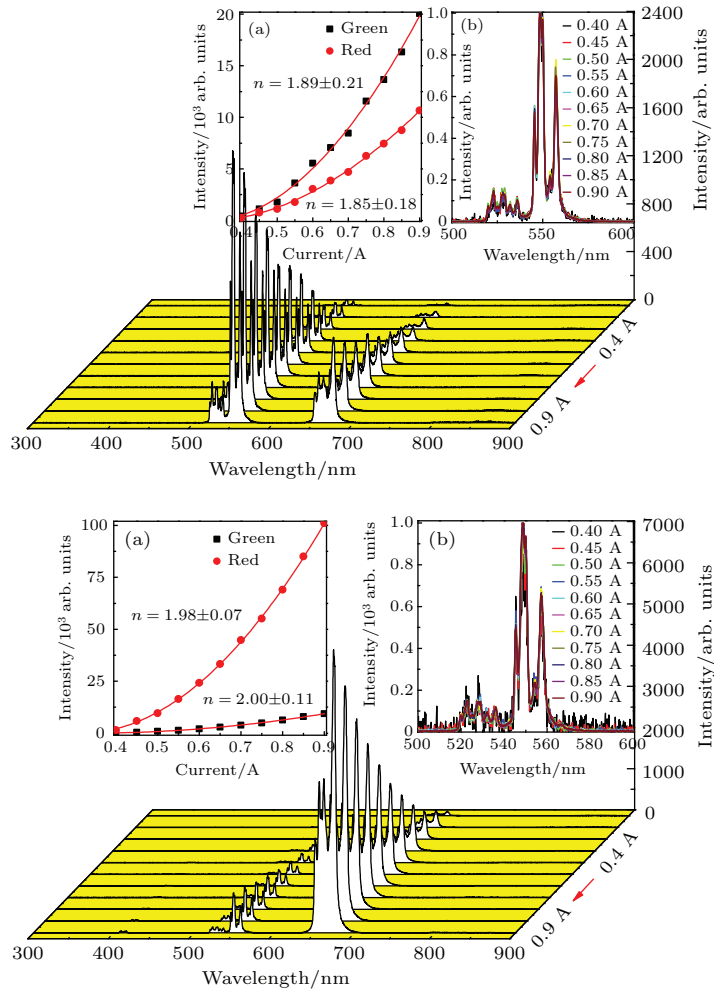 (a)
Green
Red
n = 1.89±0.21
n = 1.85±0.18
Intensity/10³ arb. units
20
15
10
5
0
0.4 0.5 0.6 0.7 0.8 0.9
Current/A
(b)
0.40 A
0.45 A
0.50 A
0.55 A
0.60 A
0.65 A
0.70 A
0.75 A
0.80 A
0.85 A
0.90 A
Intensity/arb. units
1.0
0.8
0.6
0.4
0.2
0
500 550 600
Wavelength/nm
2400
2000
1600
1200
800
400
0
Intensity/arb. units
0.4 A
0.9 A
300 400 500 600 700 800 900
Wavelength/nm
(a)
Green
Red
n = 1.98±0.07
n = 2.00±0.11
Intensity/10³ arb. units
100
75
50
25
0
0.4 0.5 0.6 0.7 0.8 0.9
Current/A
(b)
0.40 A
0.45 A
0.50 A
0.55 A
0.60 A
0.65 A
0.70 A
0.75 A
0.80 A
0.85 A
0.90 A
Intensity/10³ arb. units
1.0
0.8
0.6
0.4
0.2
0
500 520 540 560 580 600
Wavelength/nm
7000
6000
5000
4000
3000
2000
1000
0
Intensity/arb. units
0.4 A
0.9 A
300 400 500 600 700 800 900
Wavelength/nm